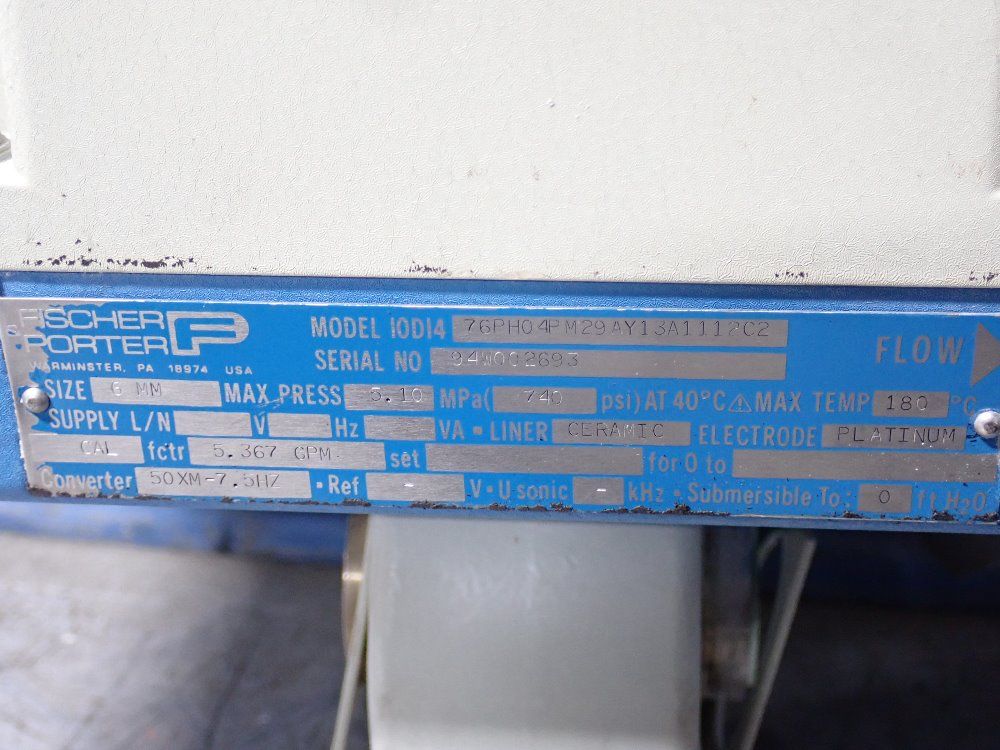 FISCHER
PORTER FP
WARMINSTER, PA 18974 USA
MODEL 10D14 76PH04PM29AY13A1112C2
SERIAL NO 94W002693
FLOW
SIZE 6 MM MAX PRESS 5.10 MPa( 740 psi) AT 40°C ⚠ MAX TEMP 180 °C
SUPPLY L/N V Hz VA • LINER CERAMIC ELECTRODE PLATINUM
CAL fctr 5.367 GPM set for 0 to
Converter 50XM-7.5HZ • Ref - V • U sonic - kHz • Submersible To: 0 ft.H₂O